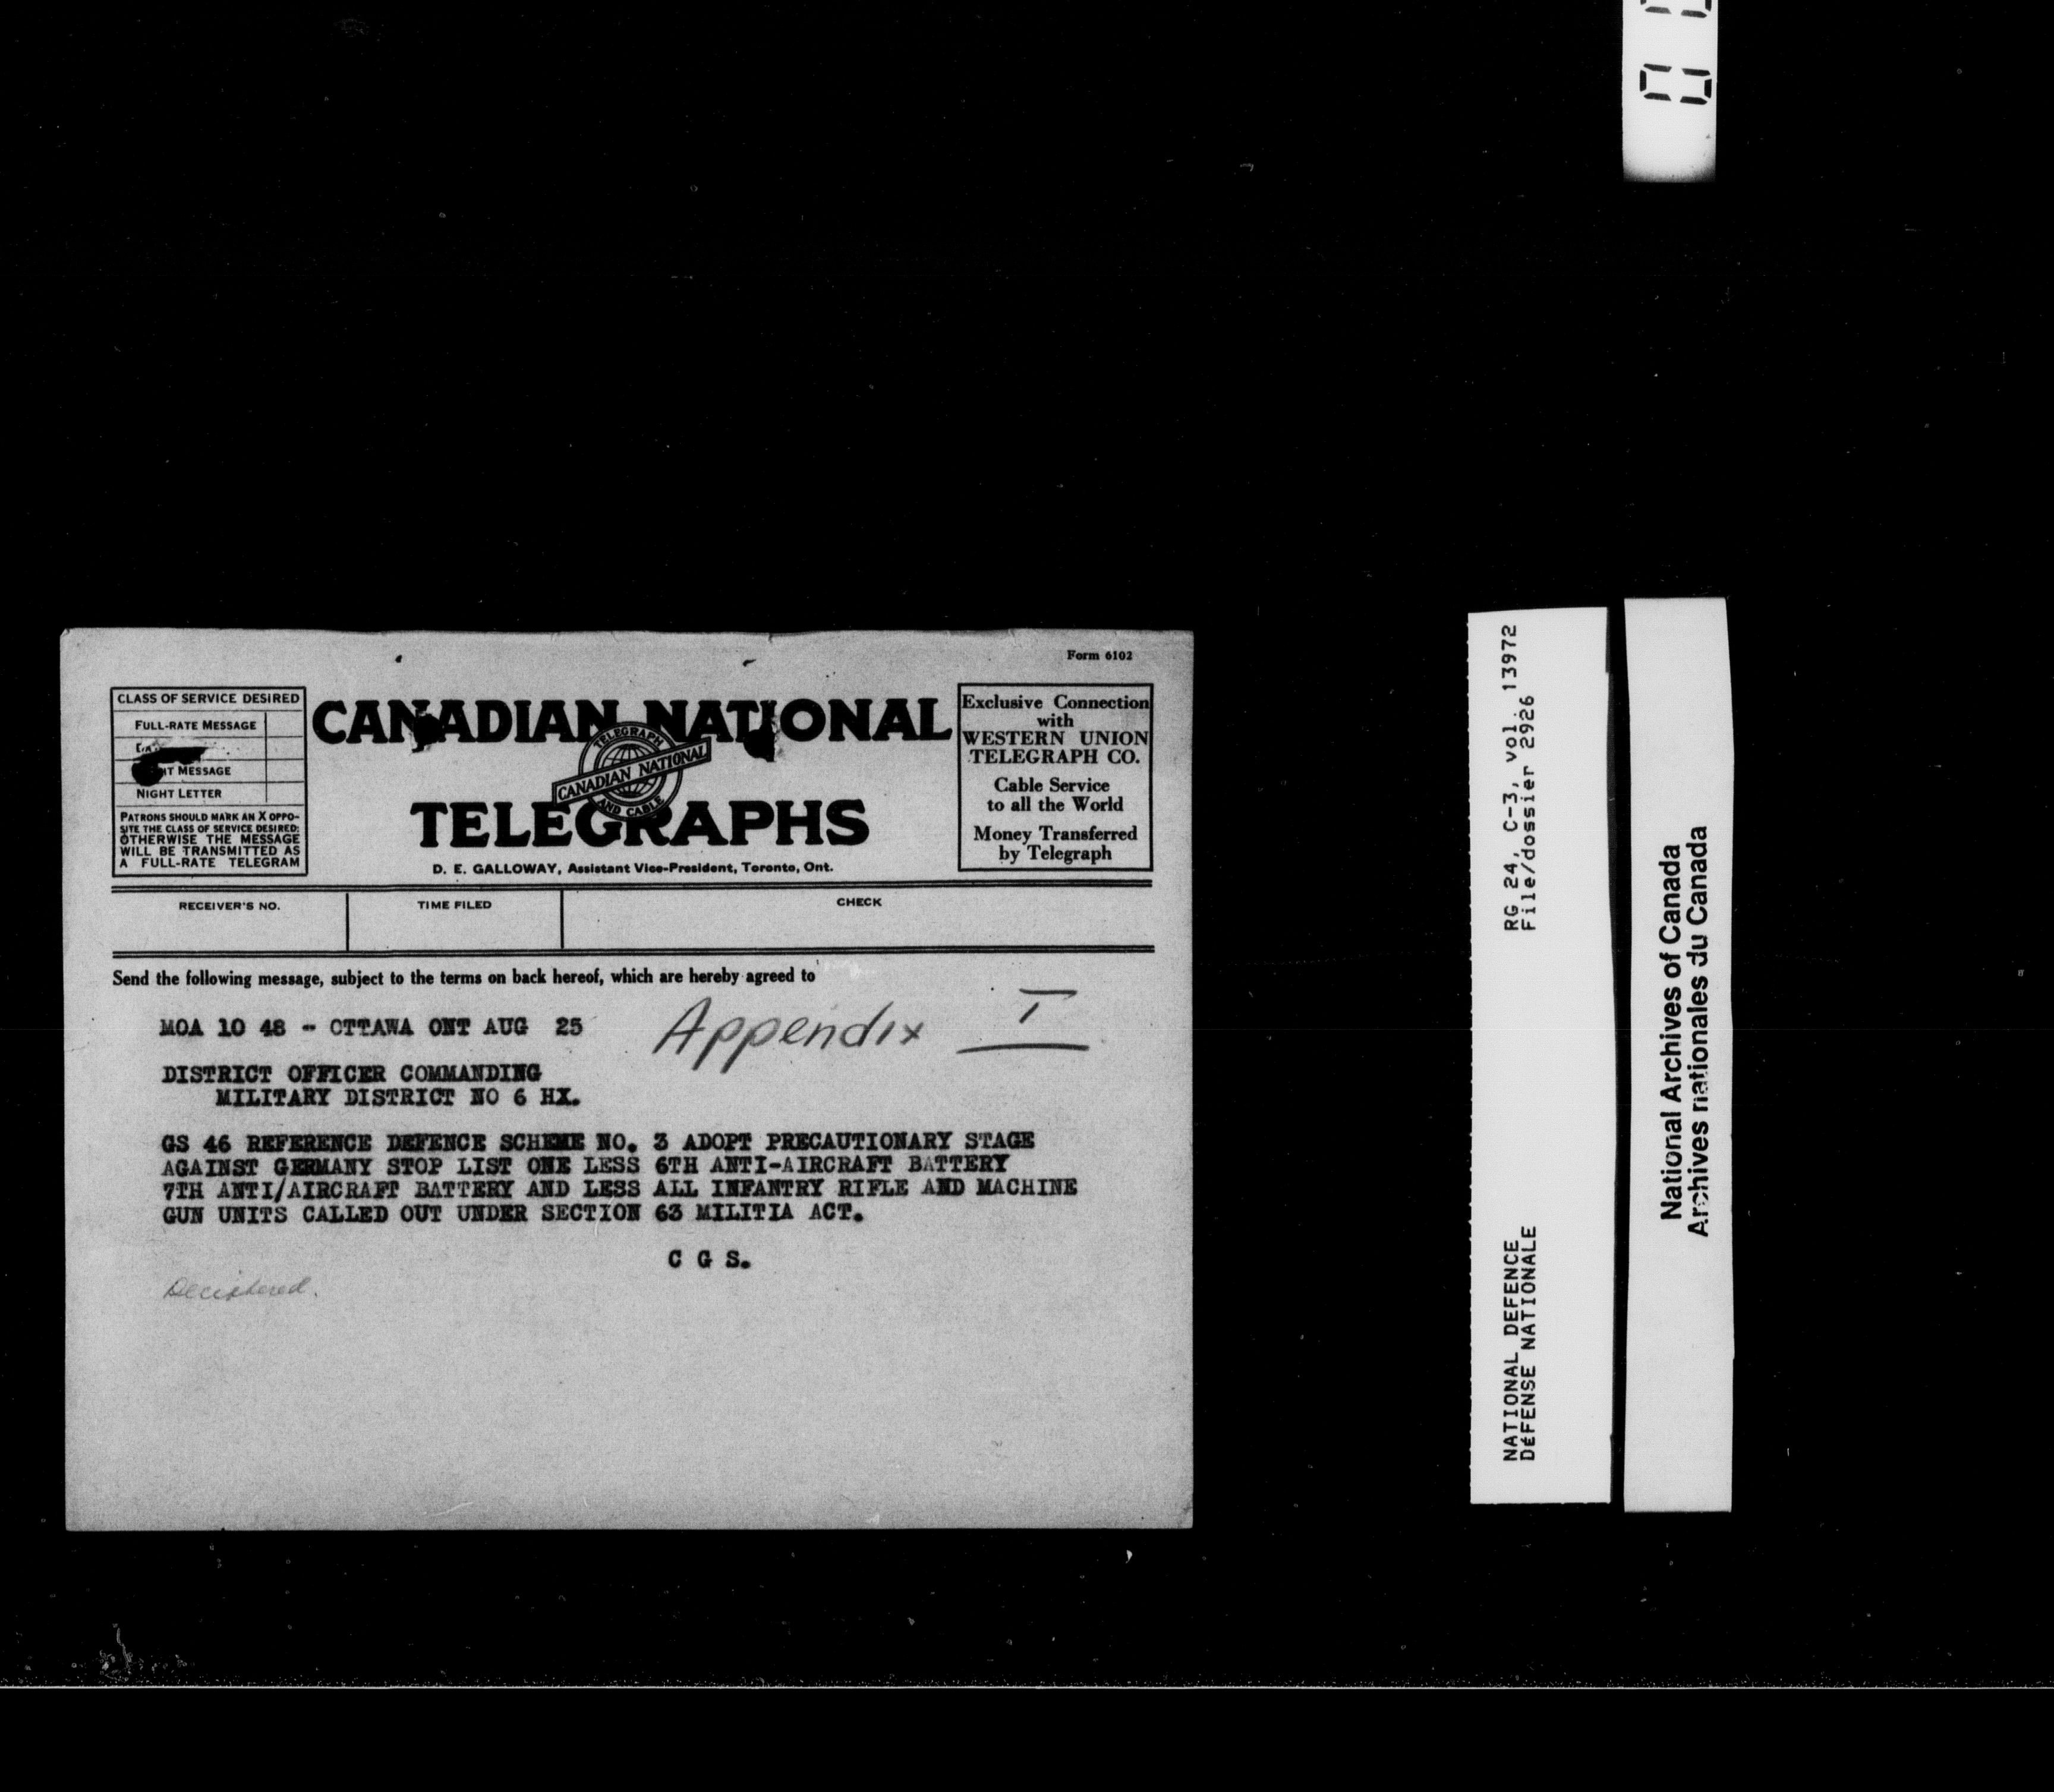 Form 6102
CLASS OF SERVICE DESIRED
FULL-RATE MESSAGE
MESSAGE
NIGHT LETTER
PATRONS SHOULD MARK AN X OPPO-
SITE THE CLASS OF SERVICE DESIRED:
OTHERWISE THE MESSAGE
WILL BE TRANSMITTED AS
A FULL-RATE TELEGRAM
CANADIAN NATIONAL
TELEGRAPH
CANADIAN NATIONAL
AND CABLE
TELEGRAPHS
D. E. GALLOWAY, Assistant Vice-President, Toronto, Ont.
Exclusive Connection
with
WESTERN UNION
TELEGRAPH CO.
Cable Service
to all the World
Money Transferred
by Telegraph
RECEIVER'S NO.
TIME FILED
CHECK
Send the following message, subject to the terms on back hereof, which are hereby agreed to
MOA 10 48 - OTTAWA ONT AUG 25
Appendix I
DISTRICT OFFICER COMMANDING
MILITARY DISTRICT NO 6 HX.
GS 46 REFERENCE DEFENCE SCHEME NO. 3 ADOPT PRECAUTIONARY STAGE
AGAINST GERMANY STOP LIST ONE LESS 6TH ANTI-AIRCRAFT BATTERY
7TH ANTI/AIRCRAFT BATTERY AND LESS ALL INFANTRY RIFLE AND MACHINE
GUN UNITS CALLED OUT UNDER SECTION 63 MILITIA ACT.
C G S.
RG 24, C-3, vol. 13972
File/dossier 2926
NATIONAL DEFENCE
DÉFENSE NATIONALE
National Archives of Canada
Archives nationales du Canada